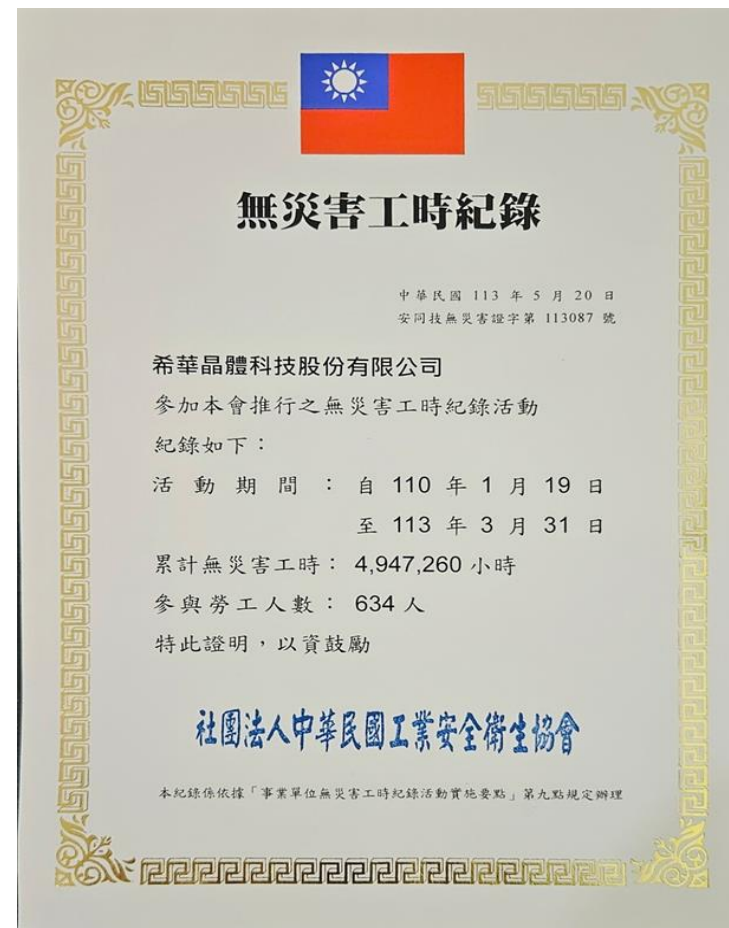 無災害工時紀錄
中華民國 113 年 5 月 20 日
安同技無災害證字第 113087 號
希華晶體科技股份有限公司
參加本會推行之無災害工時紀錄活動
紀錄如下：
活動期間：自 110 年 1 月 19 日
至 113 年 3 月 31 日
累計無災害工時：4,947,260 小時
參與勞工人數：634 人
特此證明，以資鼓勵
社團法人中華民國工業安全衛生協會
本紀錄係依據「事業單位無災害工時紀錄活動實施要點」第九點規定辦理